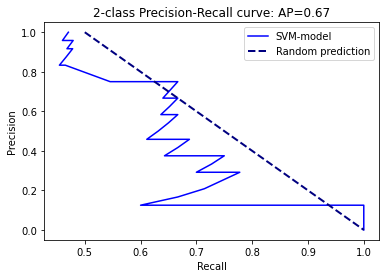 2-class Precision-Recall curve: AP=0.67
SVM-model
Random prediction
Precision
1.0
0.8
0.6
0.4
0.2
0.0
0.5 0.6 0.7 0.8 0.9 1.0
Recall